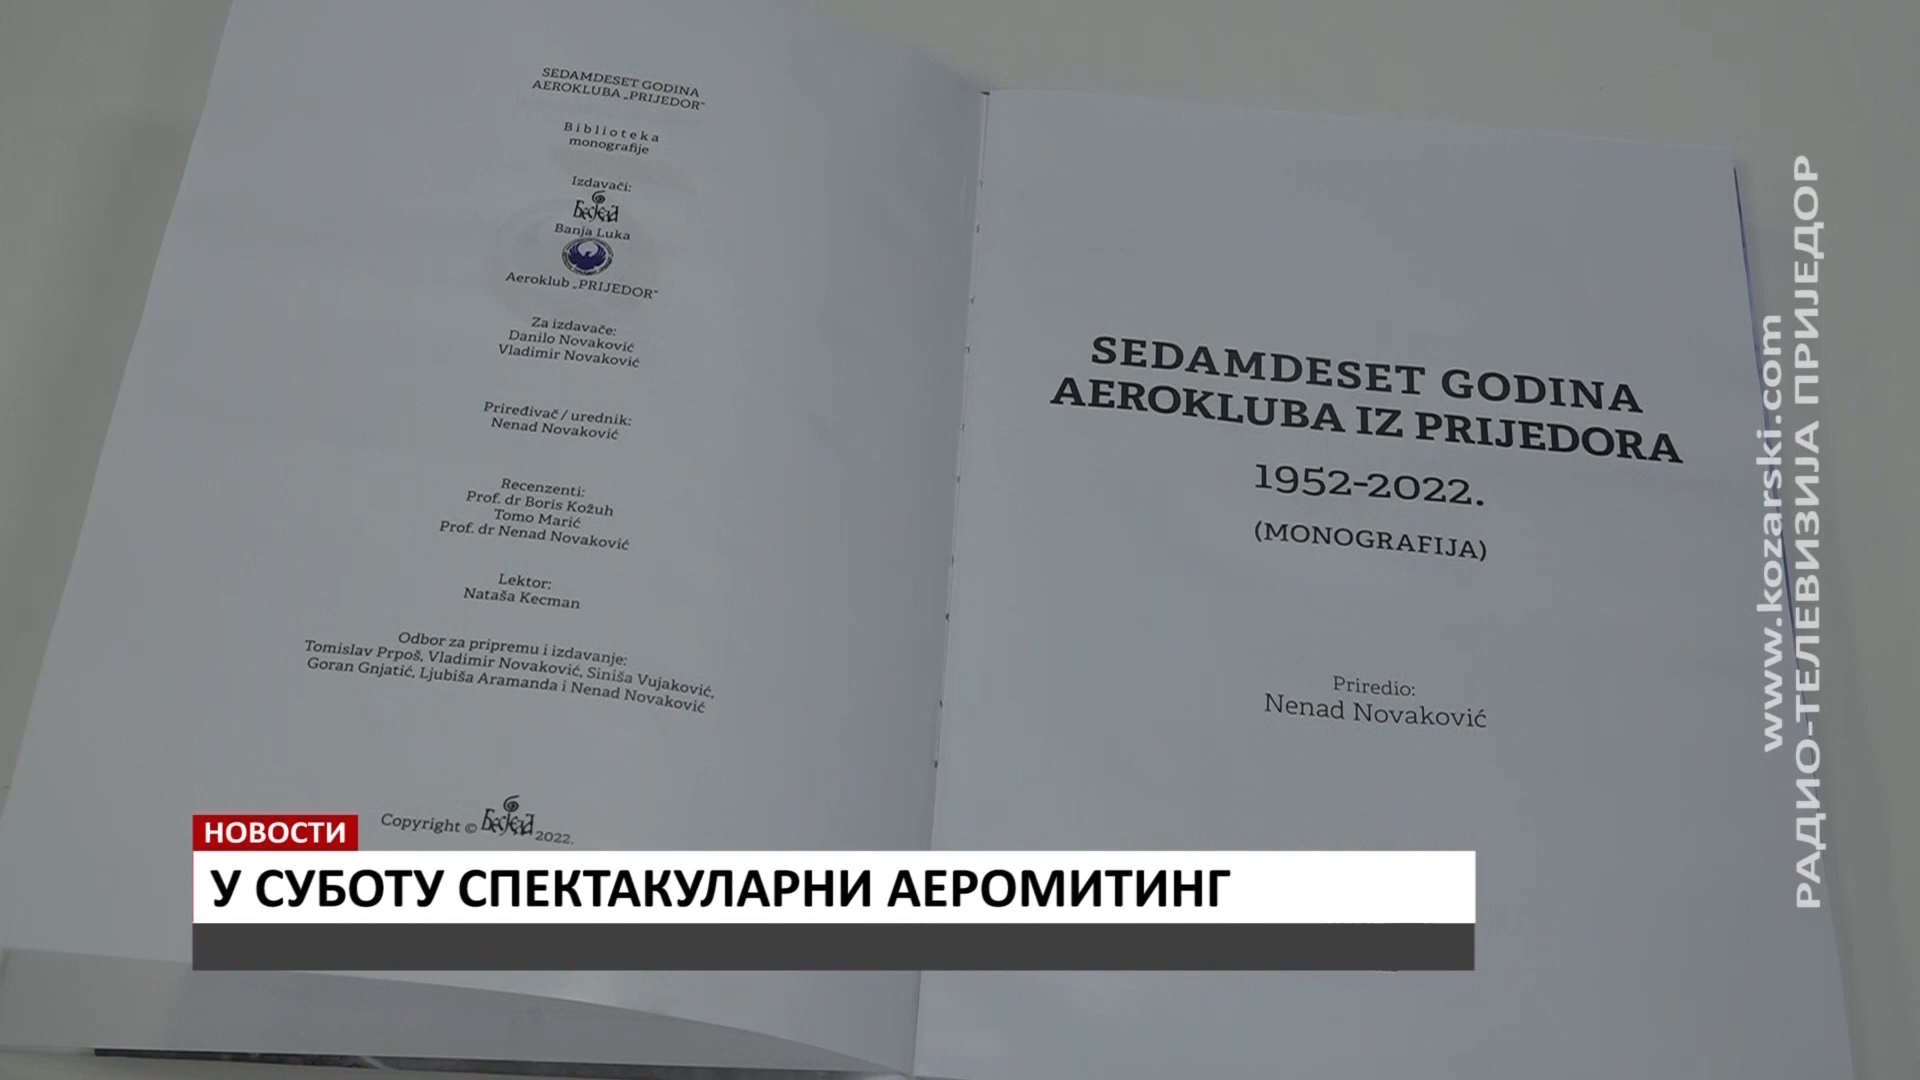 SEDAMDESET GODINA
AEROKLUBA „PRIJEDOR“
Biblioteka
monografije
Izdavači:
Бесједа
Banja Luka
Aeroklub „PRIJEDOR“
Za izdavače:
Danilo Novaković
Vladimir Novaković
Priređivač / urednik:
Nenad Novaković
Recenzenti:
Prof. dr Boris Kožuh
Tomo Marić
Prof. dr Nenad Novaković
Lektor:
Nataša Kecman
Odbor za pripremu i izdavanje:
Tomislav Prpoš, Vladimir Novaković, Siniša Vujaković,
Goran Gnjatić, Ljubiša Aramanda i Nenad Novaković
Copyright © Бесједа 2022.
SEDAMDESET GODINA
AEROKLUBA IZ PRIJEDORA
1952-2022.
(MONOGRAFIJA)
Priredio:
Nenad Novaković
www.kozarski.com
РАДИО-ТЕЛЕВИЗИЈА ПРИЈЕДОР
НОВОСТИ
У СУБОТУ СПЕКТАКУЛАРНИ АЕРОМИТИНГ